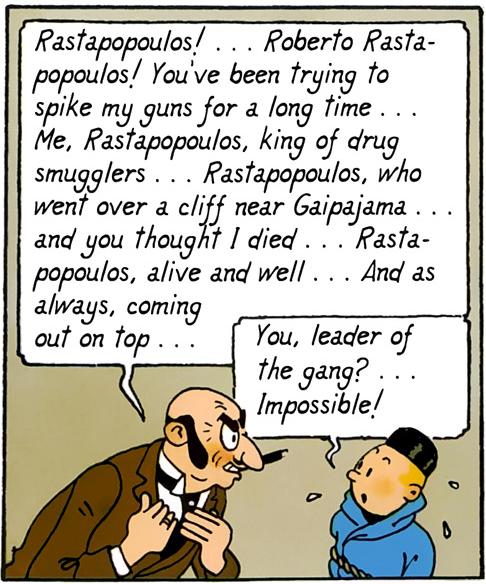 Rastapopoulos! . . . Roberto Rasta-
popoulos! You've been trying to
spike my guns for a long time . . .
Me, Rastapopoulos, king of drug
smugglers . . . Rastapopoulos, who
went over a cliff near Gaipajama . . .
and you thought I died . . . Rasta-
popoulos, alive and well . . . And as
always, coming
out on top . . .
You, leader of
the gang? . . .
Impossible!